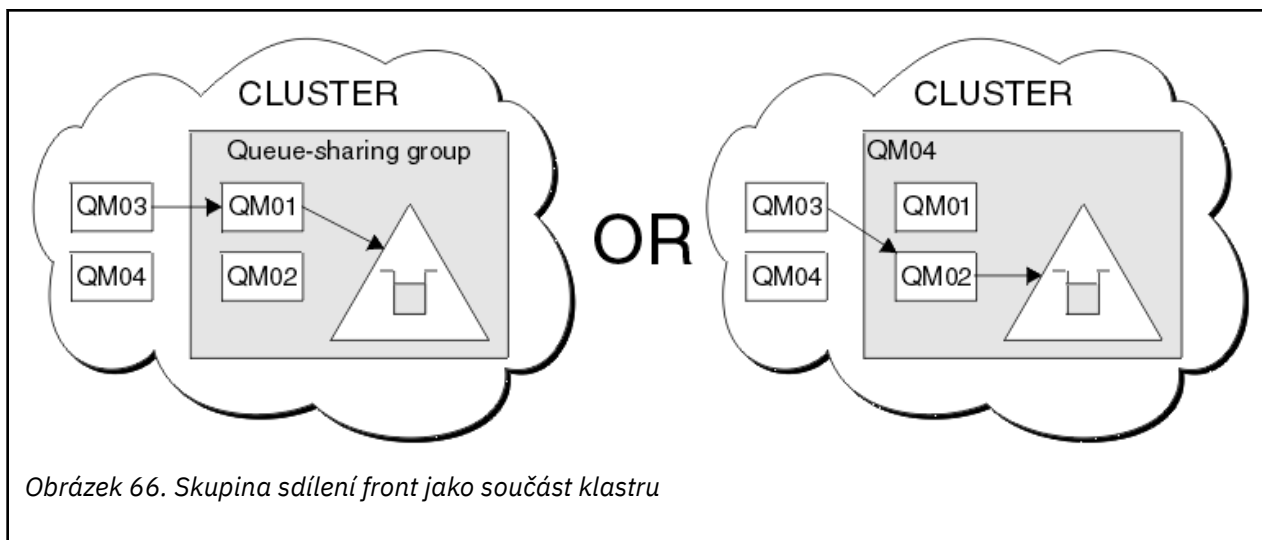 CLUSTER
Queue-sharing group
QM03
QM01
QM04
QM02
OR
CLUSTER
QM04
QM03
QM01
QM04
QM02
Obrázek 66. Skupina sdílení front jako součást klastru